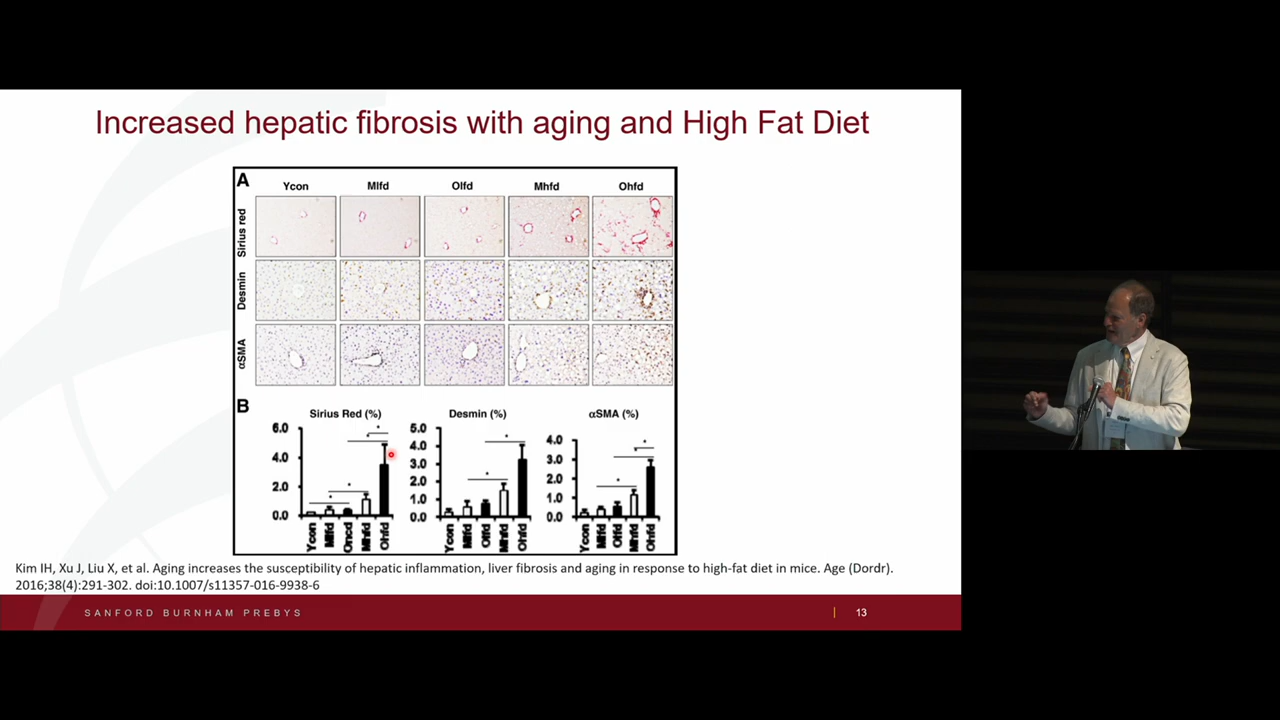 Increased hepatic fibrosis with aging and High Fat Diet
A
Ycon Mlfd Olfd Mhfd Ohfd
Sirius red
Desmin
αSMA
B
Sirius Red (%) Desmin (%) αSMA (%)
6.0
4.0
2.0
0.0
*
*
*
*
Ycon Mlfd Oncd Mhfd Ohfd
5.0
4.0
3.0
2.0
1.0
0.0
*
*
Ycon Mlfd Olfd Mhfd Ohfd
4.0
3.0
2.0
1.0
0.0
*
*
*
Ycon Mlfd Olfd Mhfd Ohfd
Kim IH, Xu J, Liu X, et al. Aging increases the susceptibility of hepatic inflammation, liver fibrosis and aging in response to high-fat diet in mice. Age (Dordr).
2016;38(4):291-302. doi:10.1007/s11357-016-9938-6
SANFORD BURNHAM PREBYS | 13